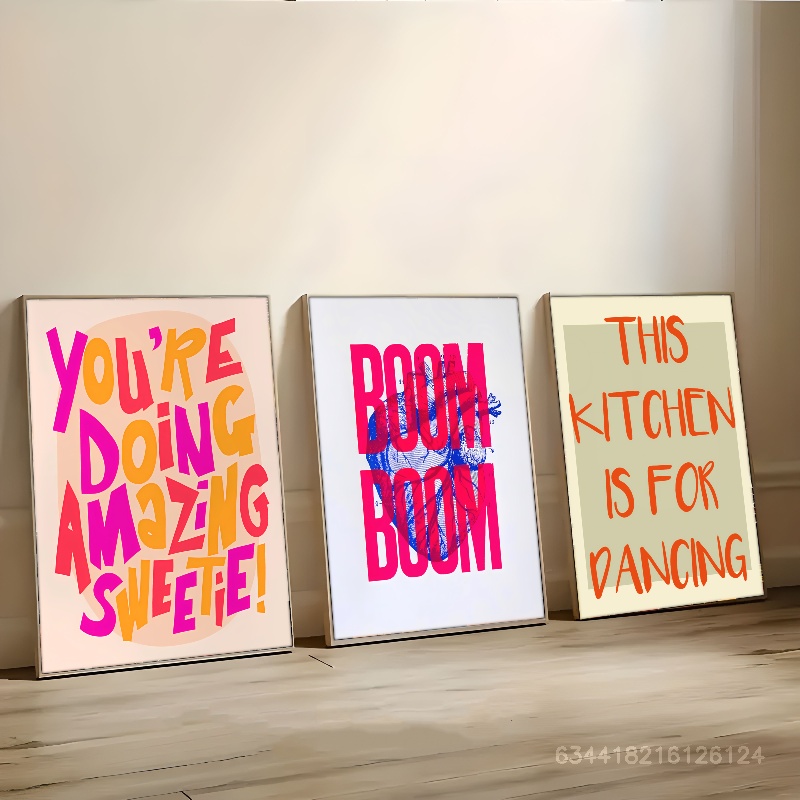 YOU'RE
DOiNG
AMaZiNG
SWEETiE!
BOOM
BOOM
THIS
KITCHEN
IS FOR
DANCING
634418216126124